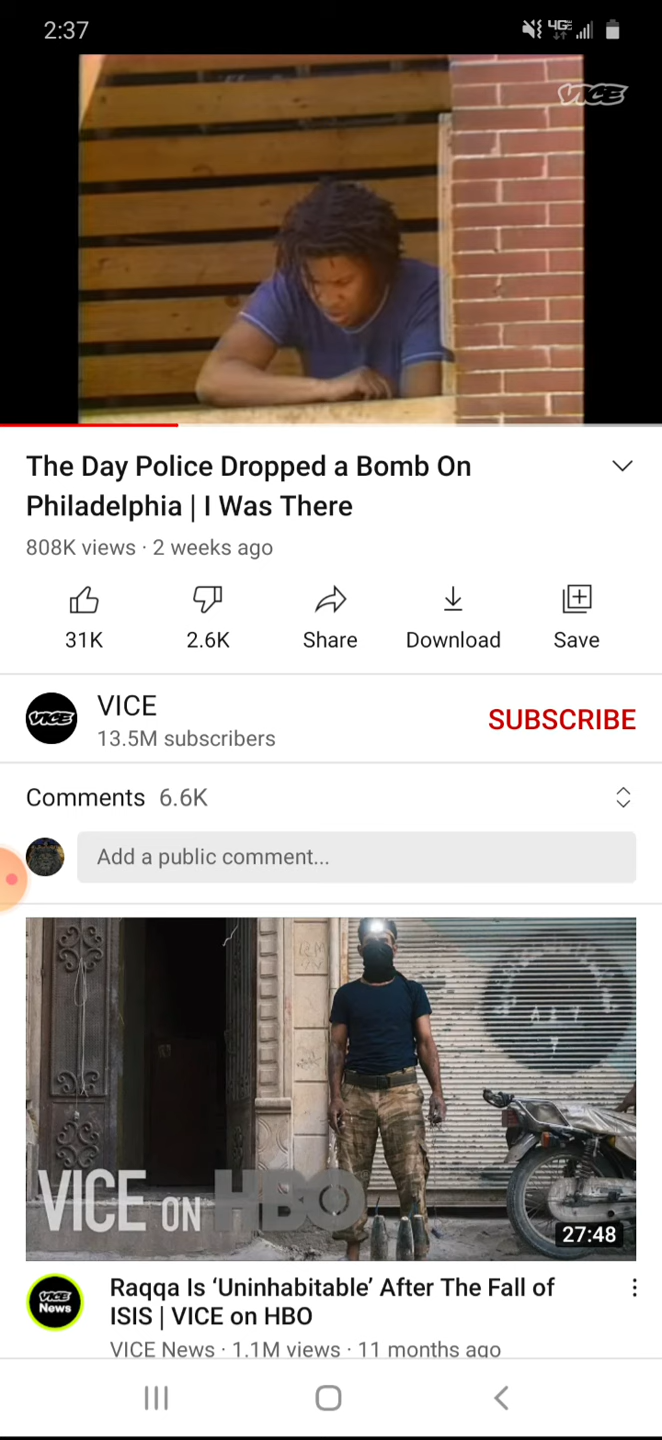 2:37
4GE
VICE
The Day Police Dropped a Bomb On
Philadelphia | I Was There
808K views · 2 weeks ago
31K
2.6K
Share
Download
Save
VICE
VICE
13.5M subscribers
SUBSCRIBE
Comments 6.6K
Add a public comment...
VICE ON HBO
27:48
VICE
News
Raqqa Is ‘Uninhabitable’ After The Fall of
ISIS | VICE on HBO
VICE News · 1.1M views · 11 months ago